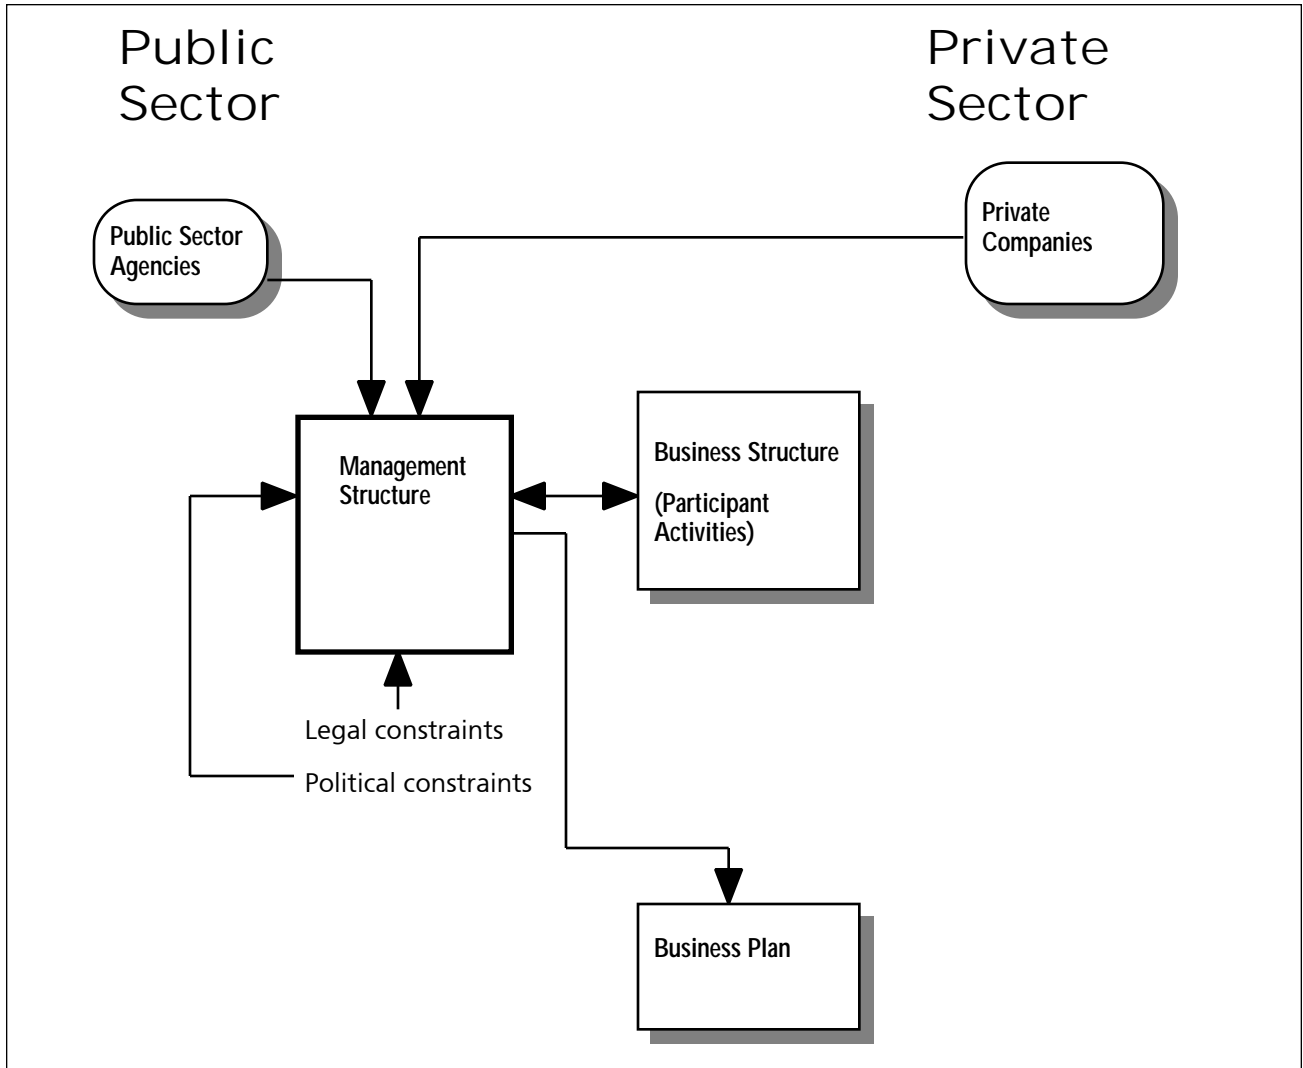 Public
Sector
Private
Sector
Public Sector
Agencies
Private
Companies
Management
Structure
Business Structure
(Participant
Activities)
Legal constraints
Political constraints
Business Plan